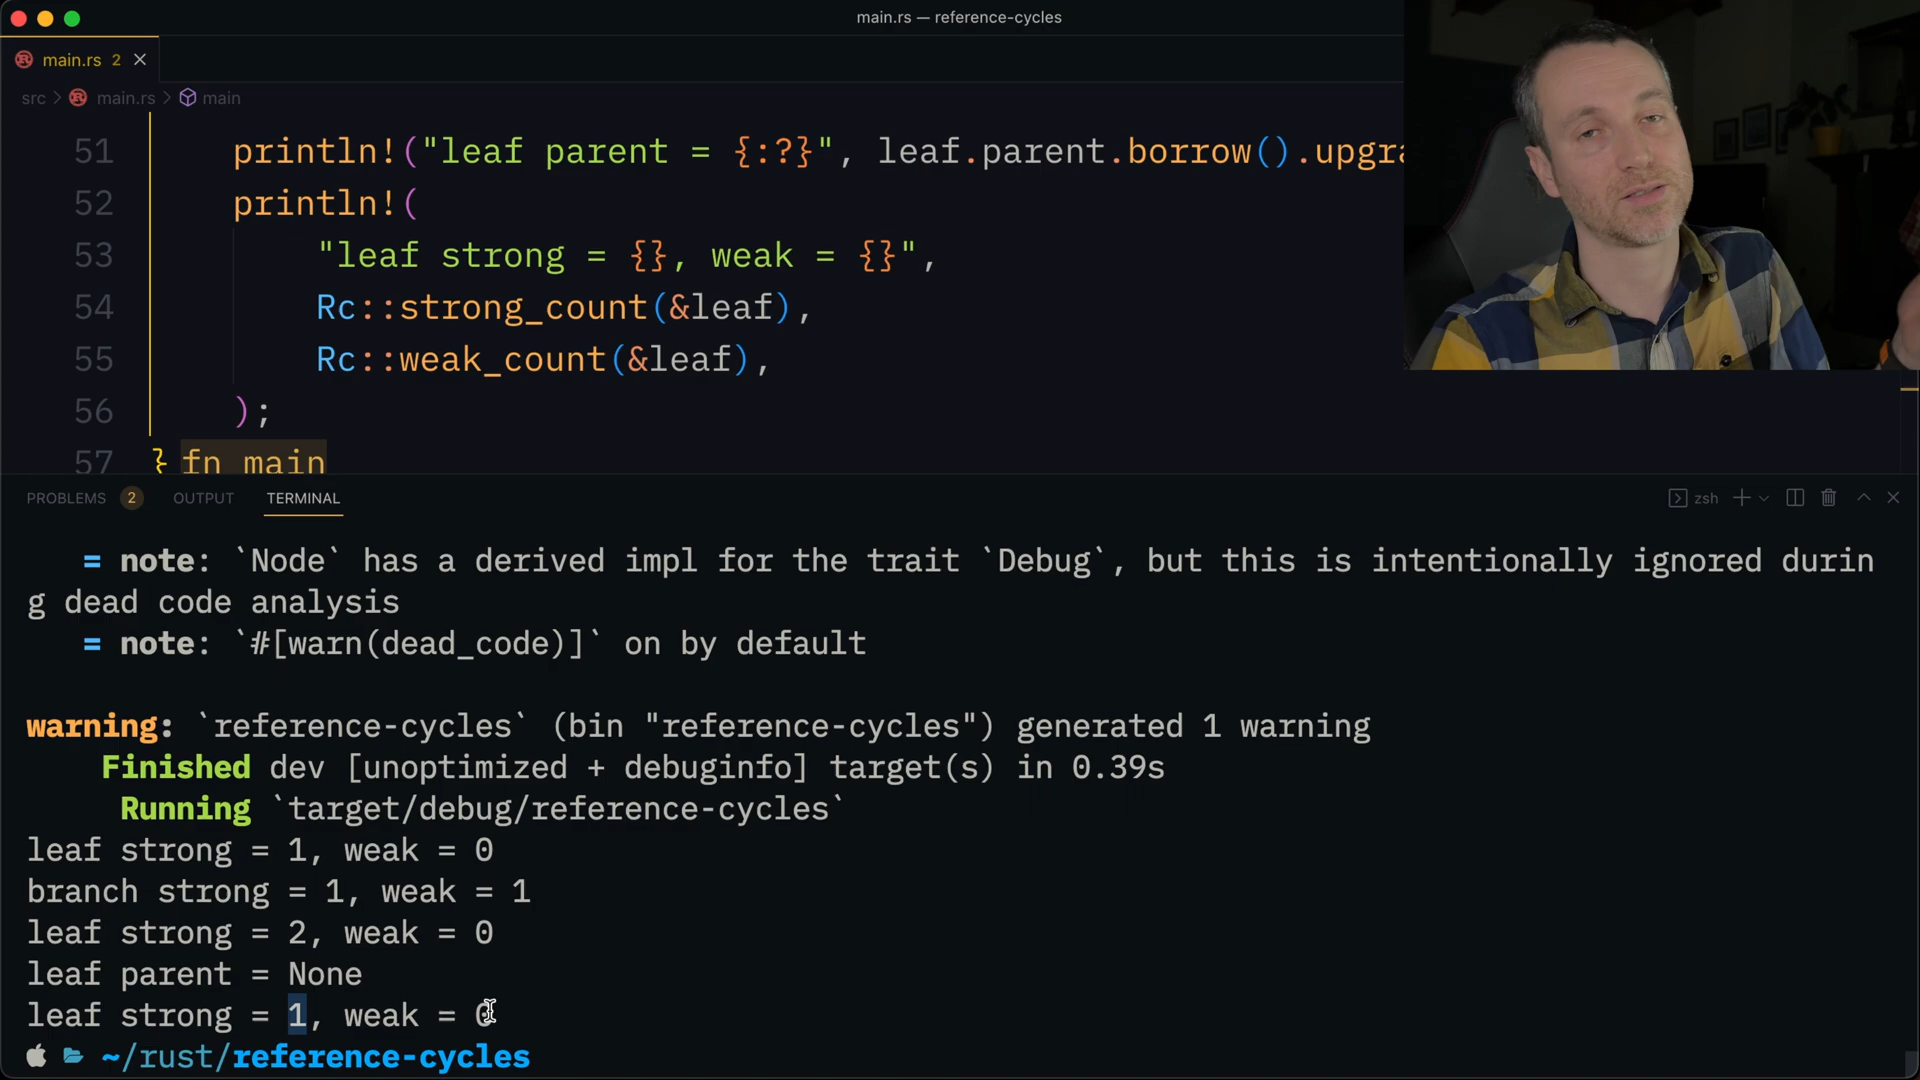 main.rs — reference-cycles
main.rs 2
src > main.rs > main
51 println!("leaf parent = {:?}", leaf.parent.borrow().upgra
52 println!(
53 "leaf strong = {}, weak = {}",
54 Rc::strong_count(&leaf),
55 Rc::weak_count(&leaf),
56 );
57 } fn main
PROBLEMS 2 OUTPUT TERMINAL zsh
= note: `Node` has a derived impl for the trait `Debug`, but this is intentionally ignored durin
g dead code analysis
= note: `#[warn(dead_code)]` on by default
warning: `reference-cycles` (bin "reference-cycles") generated 1 warning
Finished dev [unoptimized + debuginfo] target(s) in 0.39s
Running `target/debug/reference-cycles`
leaf strong = 1, weak = 0
branch strong = 1, weak = 1
leaf strong = 2, weak = 0
leaf parent = None
leaf strong = 1, weak = 0
~/rust/reference-cycles